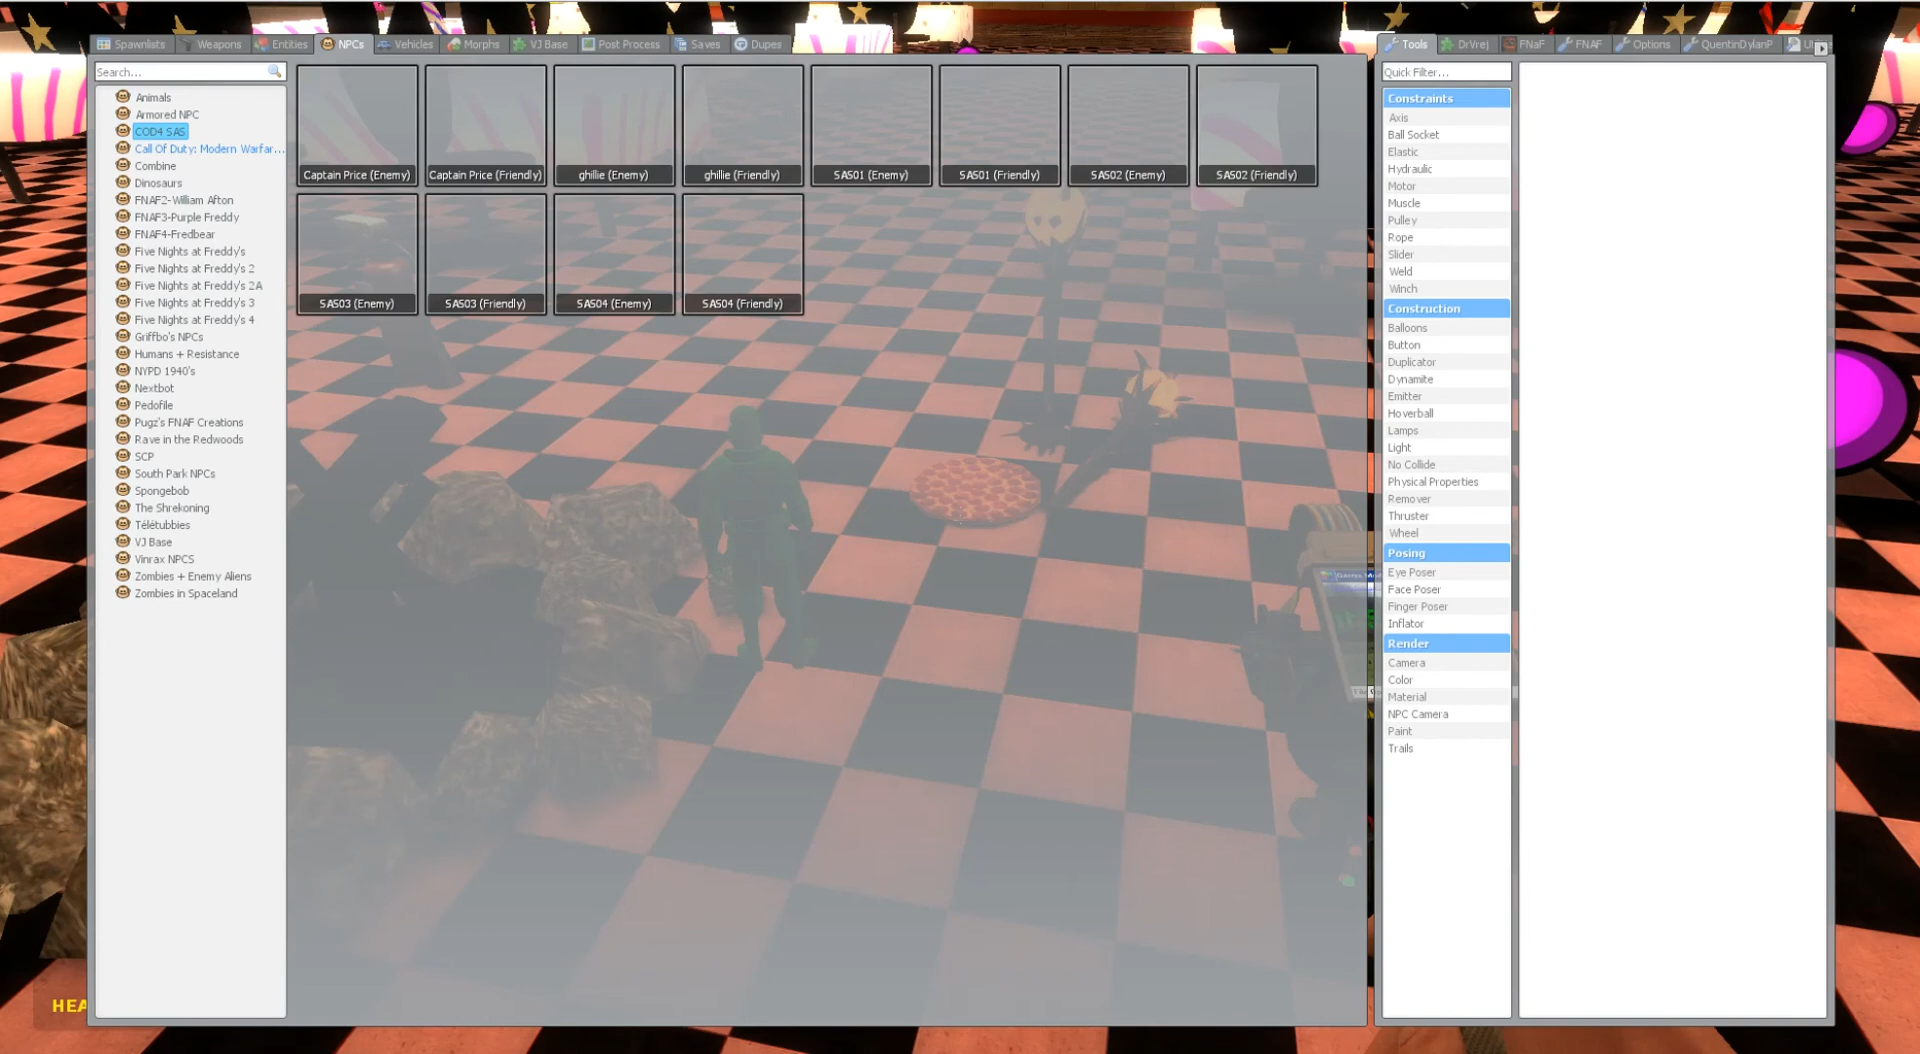 Spawnlists Weapons Entities NPCs Vehicles Morphs VJ Base Post Process Saves Dupes
Tools DrVrej FNaF FNAF Options QuentinDylanP
Search...
Animals
Armored NPC
COD4 SAS
Call Of Duty: Modern Warfar...
Combine
Dinosaurs
FNAF2-William Afton
FNAF3-Purple Freddy
FNAF4-Fredbear
Five Nights at Freddy's
Five Nights at Freddy's 2
Five Nights at Freddy's 2A
Five Nights at Freddy's 3
Five Nights at Freddy's 4
Griffbo's NPCs
Humans + Resistance
NYPD 1940's
Nextbot
Pedofile
Pugz's FNAF Creations
Rave in the Redwoods
SCP
South Park NPCs
Spongebob
The Shrekoning
Télétubbies
VJ Base
Vinrax NPCS
Zombies + Enemy Aliens
Zombies in Spaceland
Captain Price (Enemy) Captain Price (Friendly) ghillie (Enemy) ghillie (Friendly) SAS01 (Enemy) SAS01 (Friendly) SAS02 (Enemy) SAS02 (Friendly)
SAS03 (Enemy) SAS03 (Friendly) SAS04 (Enemy) SAS04 (Friendly)
Quick Filter...
Constraints
Axis
Ball Socket
Elastic
Hydraulic
Motor
Muscle
Pulley
Rope
Slider
Weld
Winch
Construction
Balloons
Button
Duplicator
Dynamite
Emitter
Hoverball
Lamps
Light
No Collide
Physical Properties
Remover
Thruster
Wheel
Posing
Eye Poser
Face Poser
Finger Poser
Inflator
Render
Camera
Color
Material
NPC Camera
Paint
Trails
HEA